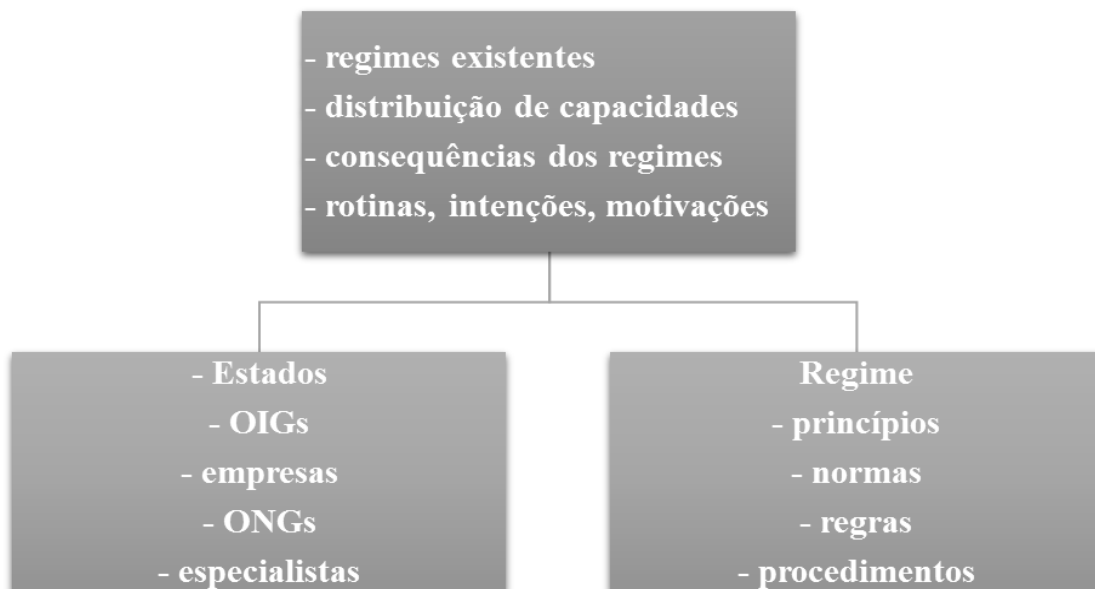 - regimes existentes
- distribuição de capacidades
- consequências dos regimes
- rotinas, intenções, motivações
- Estados
- OIGs
- empresas
- ONGs
- especialistas
Regime
- princípios
- normas
- regras
- procedimentos